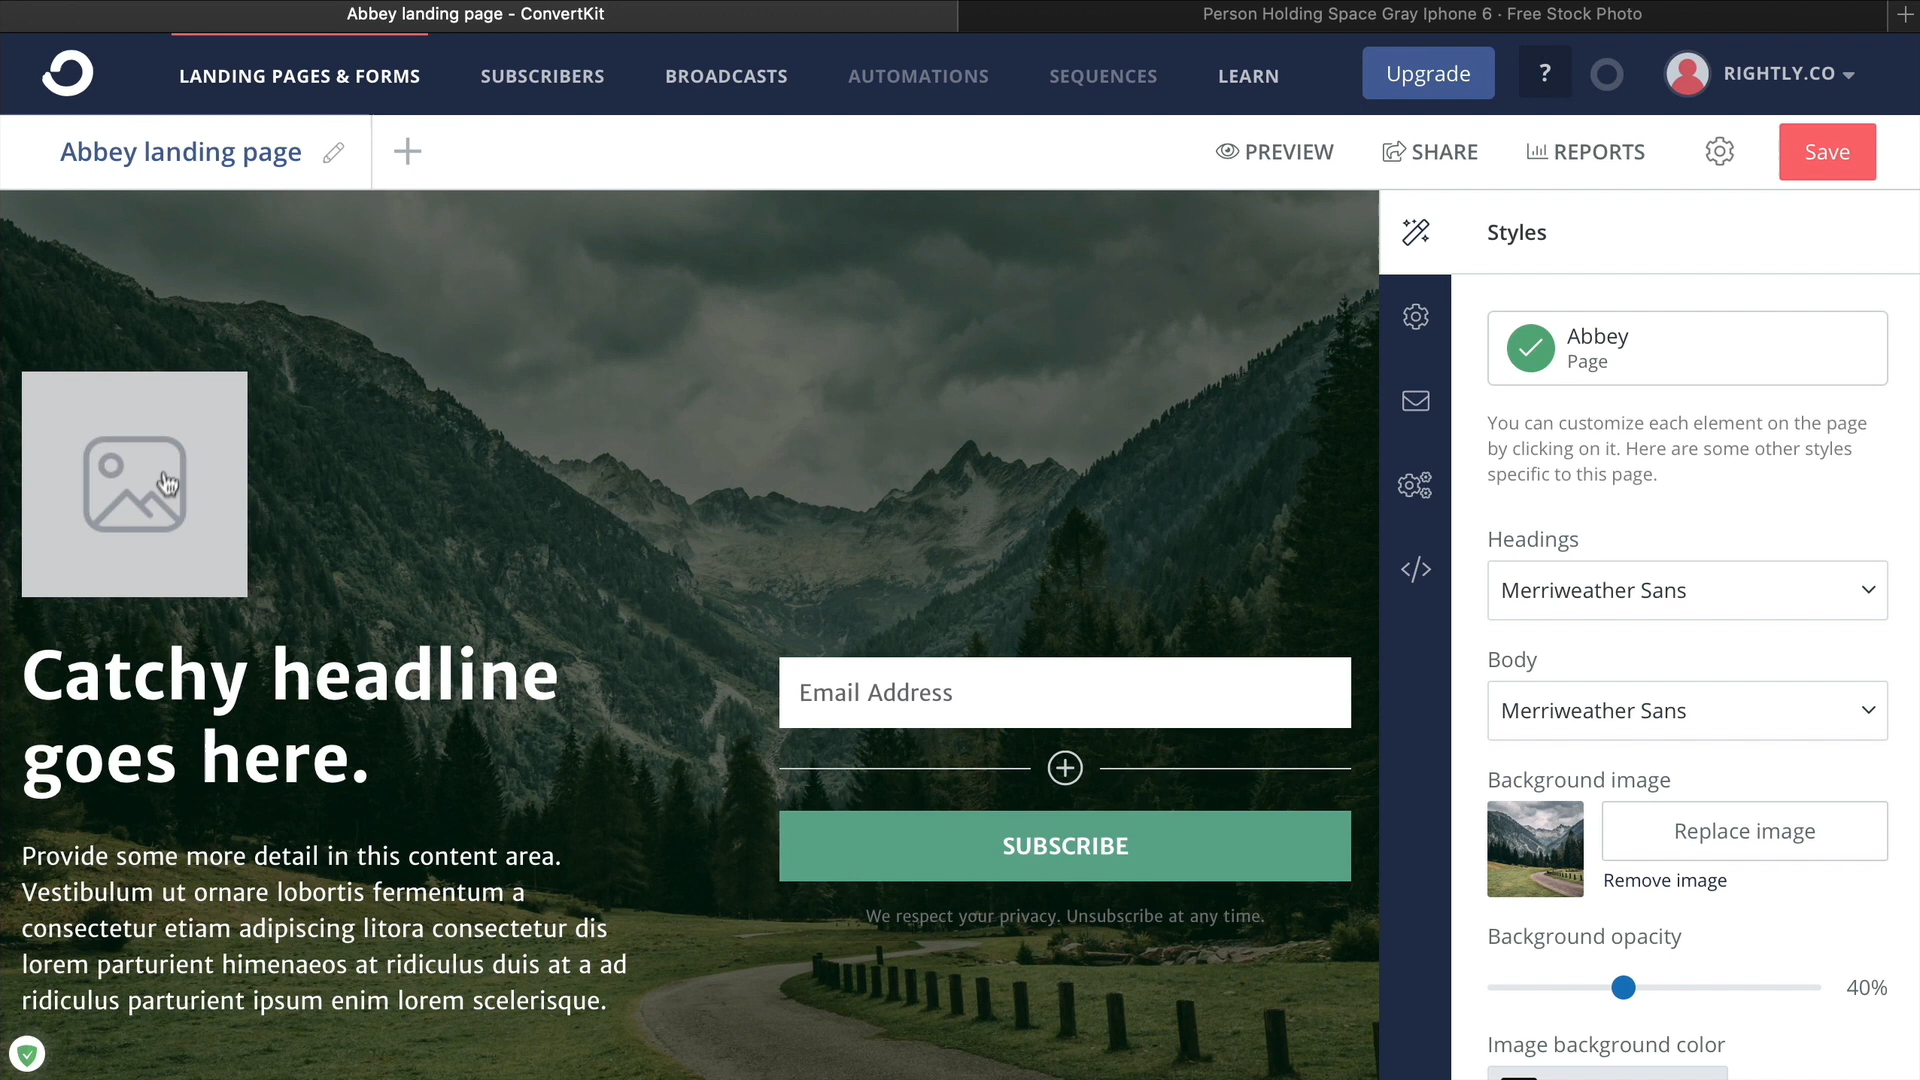 Abbey landing page - ConvertKit
Person Holding Space Gray Iphone 6 · Free Stock Photo
LANDING PAGES & FORMS
SUBSCRIBERS
BROADCASTS
AUTOMATIONS
SEQUENCES
LEARN
Upgrade
?
RIGHTLY.CO
Abbey landing page
PREVIEW
SHARE
REPORTS
Save
Catchy headline
goes here.
Provide some more detail in this content area.
Vestibulum ut ornare lobortis fermentum a
consectetur etiam adipiscing litora consectetur dis
lorem parturient himenaeos at ridiculus duis at a ad
ridiculus parturient ipsum enim lorem scelerisque.
Email Address
SUBSCRIBE
We respect your privacy. Unsubscribe at any time.
Styles
Abbey
Page
You can customize each element on the page
by clicking on it. Here are some other styles
specific to this page.
Headings
Merriweather Sans
Body
Merriweather Sans
Background image
Replace image
Remove image
Background opacity
40%
Image background color